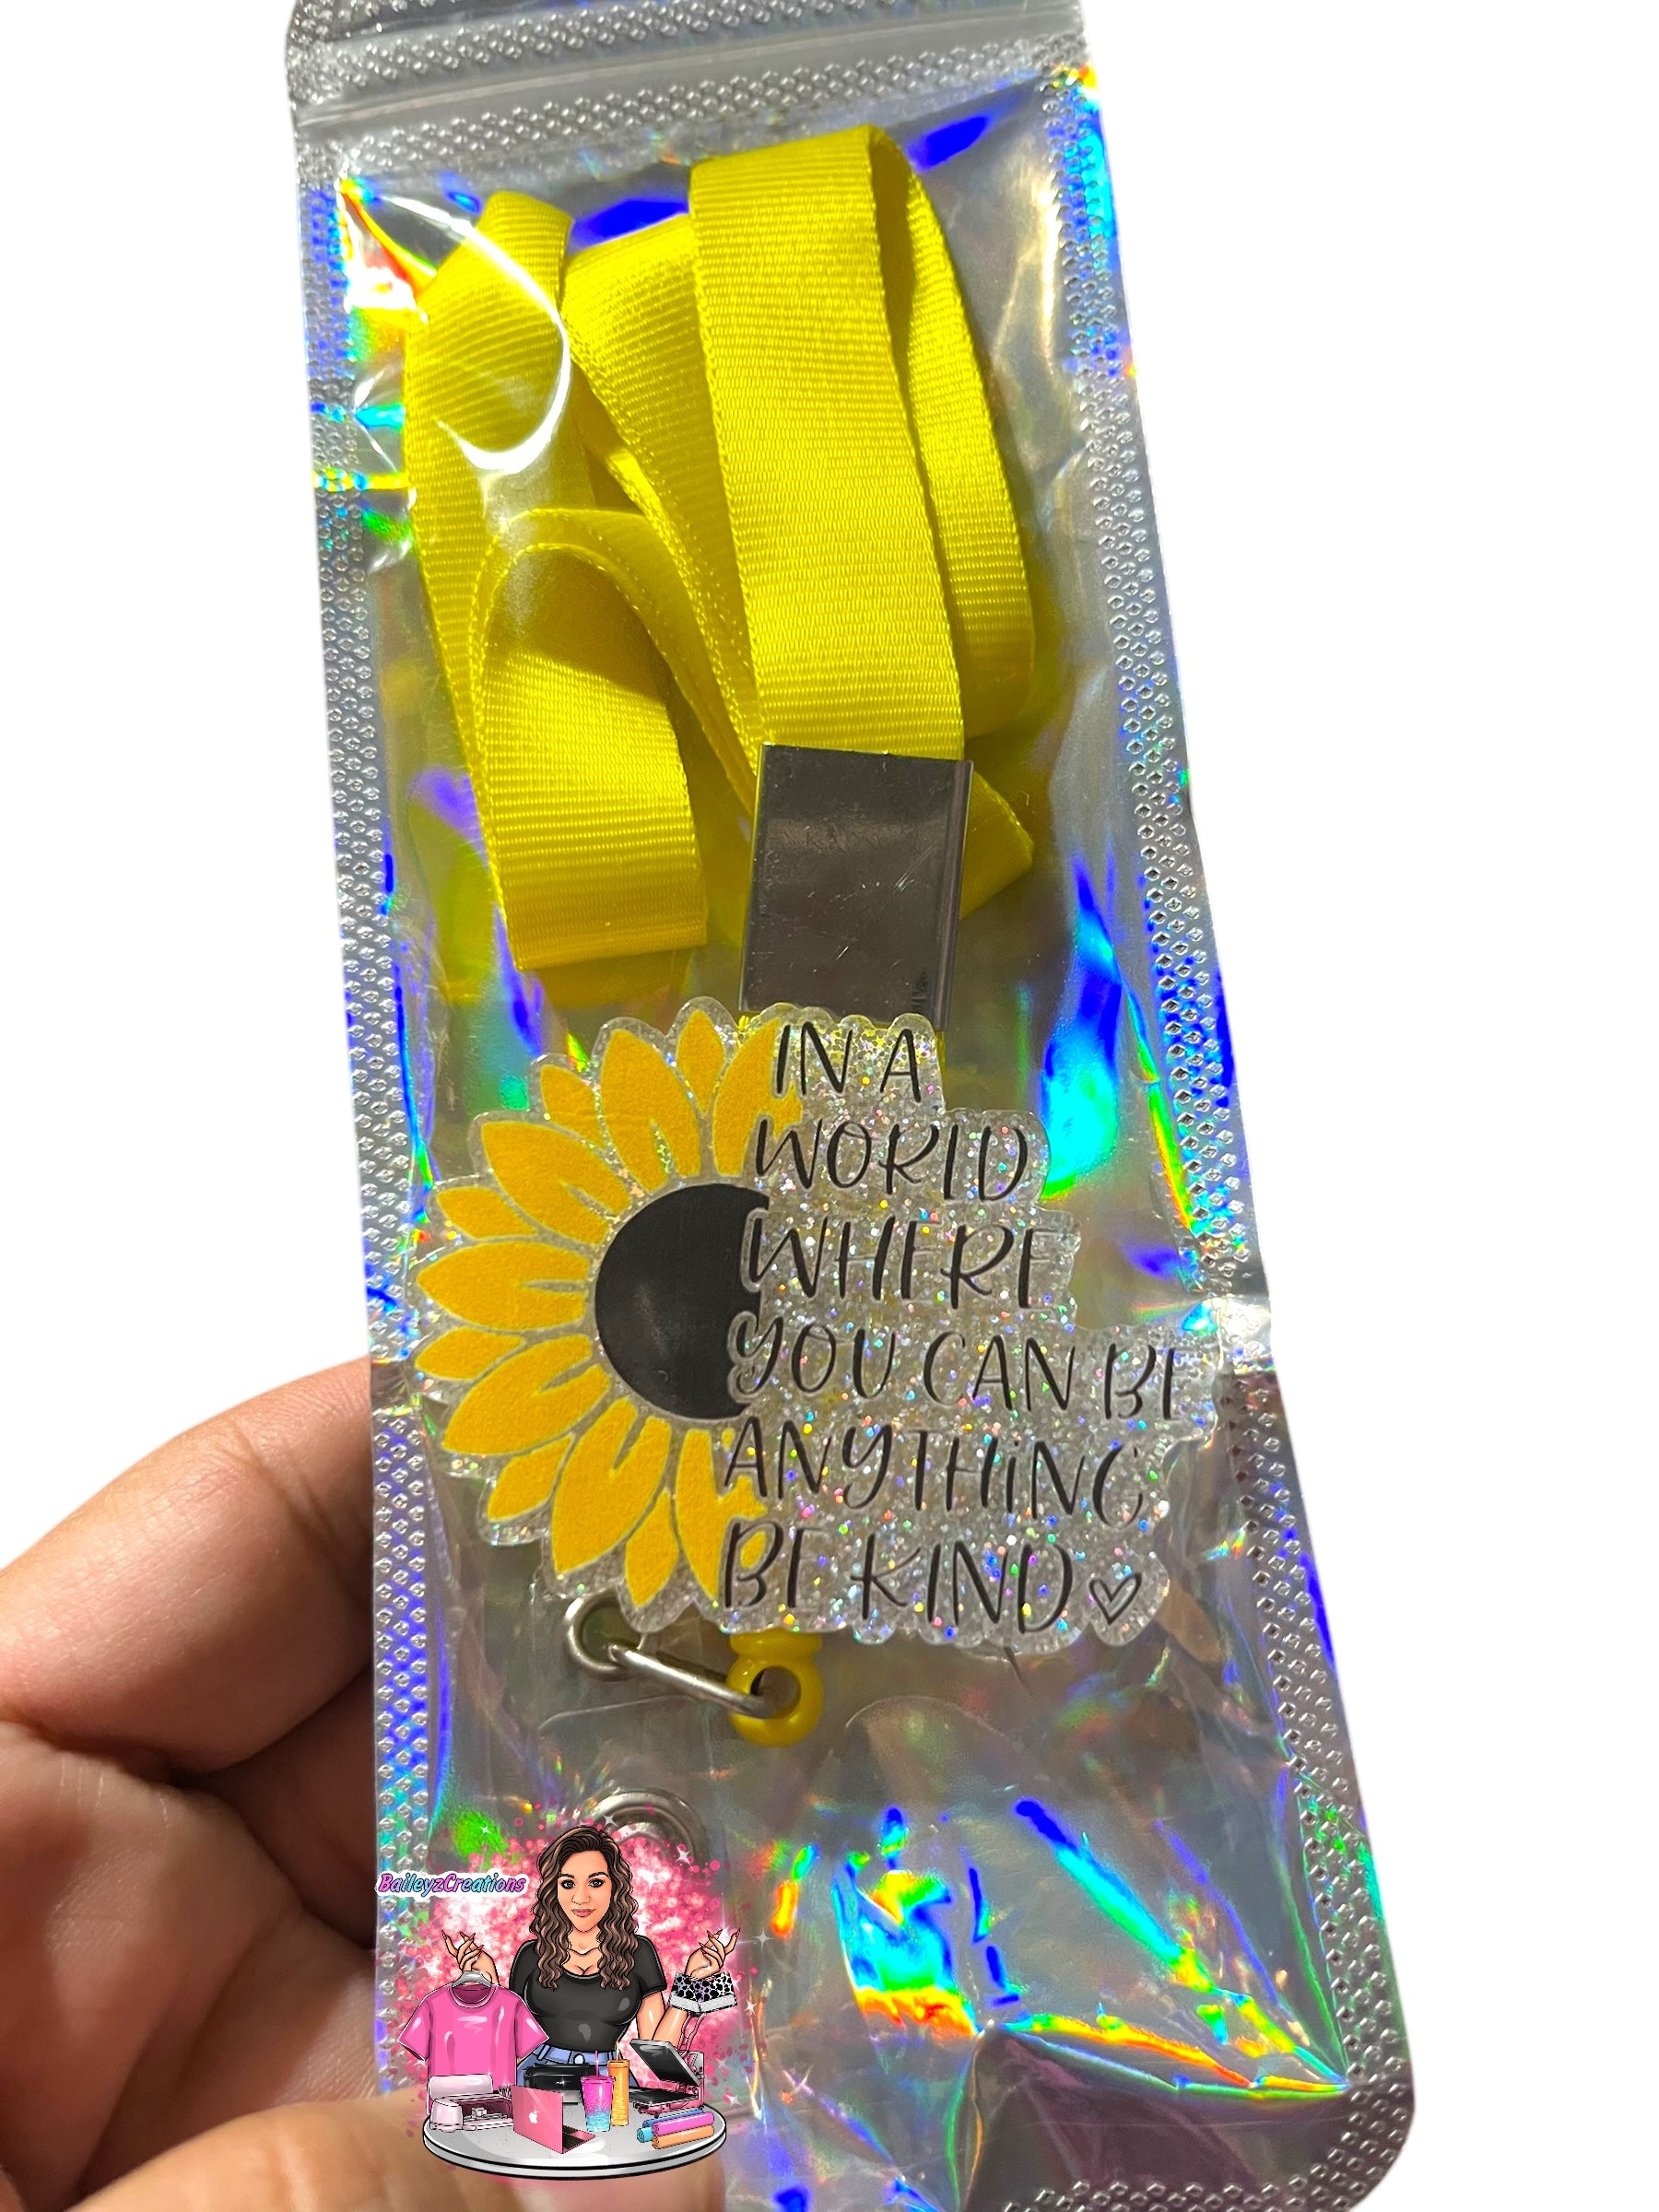 IN A
WORLD
WHERE
YOU CAN BE
ANYTHING
BE KIND
BaileyzCreations